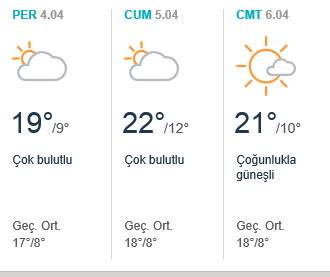 PER 4.04
19°/9°
Çok bulutlu
Geç. Ort.
17°/8°
CUM 5.04
22°/12°
Çok bulutlu
Geç. Ort.
18°/8°
CMT 6.04
21°/10°
Çoğunlukla
güneşli
Geç. Ort.
18°/8°